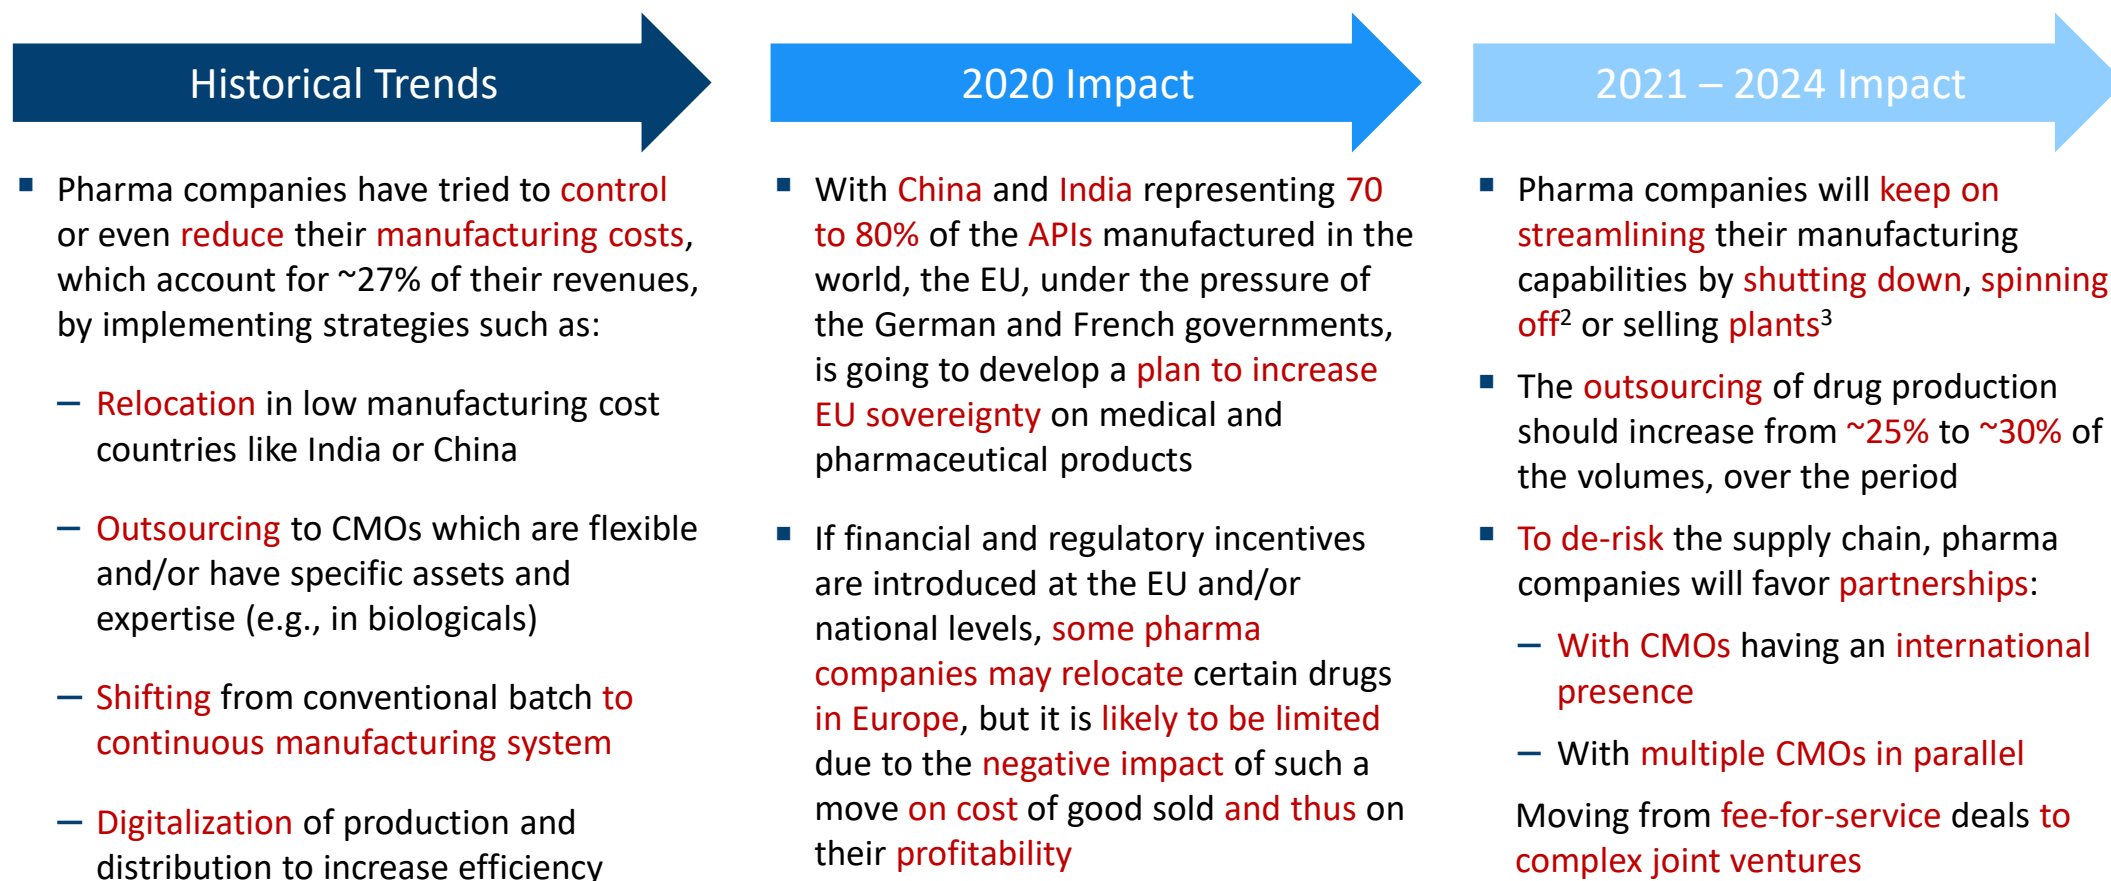 Historical Trends
▪ Pharma companies have tried to control
or even reduce their manufacturing costs,
which account for ~27% of their revenues,
by implementing strategies such as:
– Relocation in low manufacturing cost
countries like India or China
– Outsourcing to CMOs which are flexible
and/or have specific assets and
expertise (e.g., in biologicals)
– Shifting from conventional batch to
continuous manufacturing system
– Digitalization of production and
distribution to increase efficiency
2020 Impact
▪ With China and India representing 70
to 80% of the APIs manufactured in the
world, the EU, under the pressure of
the German and French governments,
is going to develop a plan to increase
EU sovereignty on medical and
pharmaceutical products
▪ If financial and regulatory incentives
are introduced at the EU and/or
national levels, some pharma
companies may relocate certain drugs
in Europe, but it is likely to be limited
due to the negative impact of such a
move on cost of good sold and thus on
their profitability
2021 – 2024 Impact
▪ Pharma companies will keep on
streamlining their manufacturing
capabilities by shutting down, spinning
off² or selling plants³
▪ The outsourcing of drug production
should increase from ~25% to ~30% of
the volumes, over the period
▪ To de-risk the supply chain, pharma
companies will favor partnerships:
– With CMOs having an international
presence
– With multiple CMOs in parallel
Moving from fee-for-service deals to
complex joint ventures